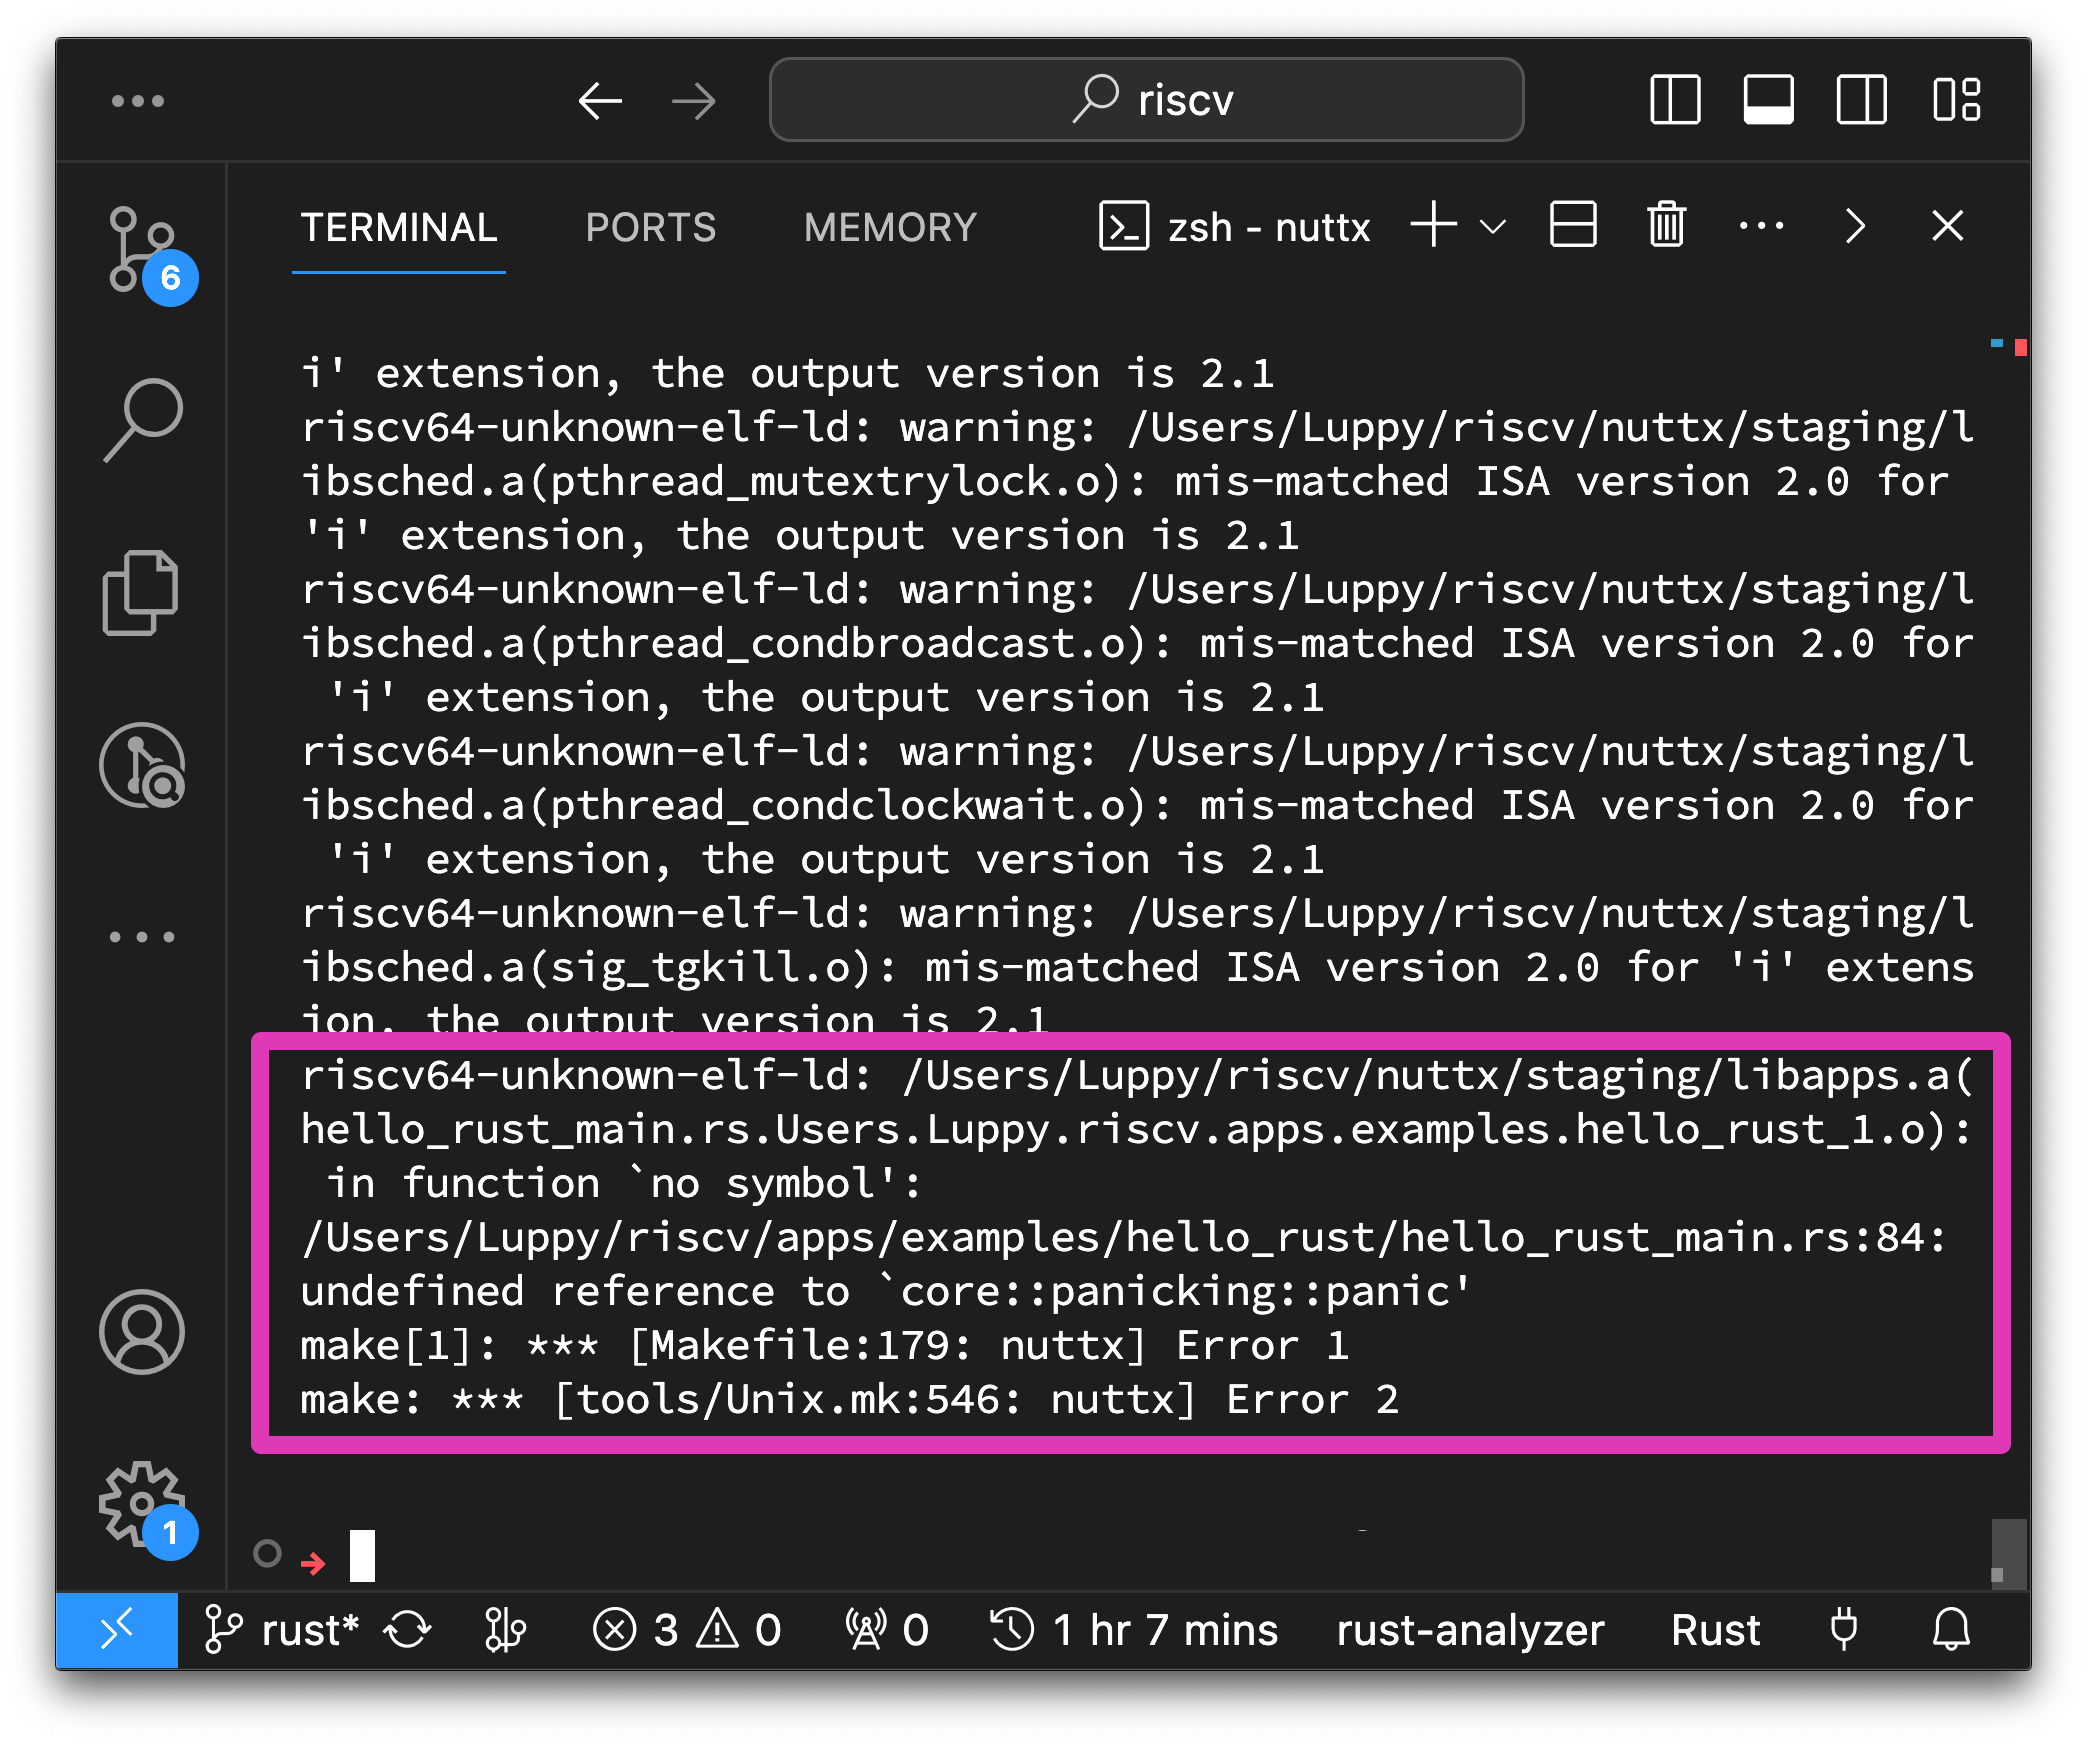 riscv
TERMINAL PORTS MEMORY zsh - nuttx
6
i' extension, the output version is 2.1
riscv64-unknown-elf-ld: warning: /Users/Luppy/riscv/nuttx/staging/l
ibsched.a(pthread_mutextrylock.o): mis-matched ISA version 2.0 for
'i' extension, the output version is 2.1
riscv64-unknown-elf-ld: warning: /Users/Luppy/riscv/nuttx/staging/l
ibsched.a(pthread_condbroadcast.o): mis-matched ISA version 2.0 for
 'i' extension, the output version is 2.1
riscv64-unknown-elf-ld: warning: /Users/Luppy/riscv/nuttx/staging/l
ibsched.a(pthread_condclockwait.o): mis-matched ISA version 2.0 for
 'i' extension, the output version is 2.1
riscv64-unknown-elf-ld: warning: /Users/Luppy/riscv/nuttx/staging/l
ibsched.a(sig_tgkill.o): mis-matched ISA version 2.0 for 'i' extens
ion, the output version is 2.1
riscv64-unknown-elf-ld: /Users/Luppy/riscv/nuttx/staging/libapps.a(
hello_rust_main.rs.Users.Luppy.riscv.apps.examples.hello_rust_1.o):
 in function `no symbol':
/Users/Luppy/riscv/apps/examples/hello_rust/hello_rust_main.rs:84:
undefined reference to `core::panicking::panic'
make[1]: *** [Makefile:179: nuttx] Error 1
make: *** [tools/Unix.mk:546: nuttx] Error 2
1
rust* 3 0 0 1 hr 7 mins rust-analyzer Rust